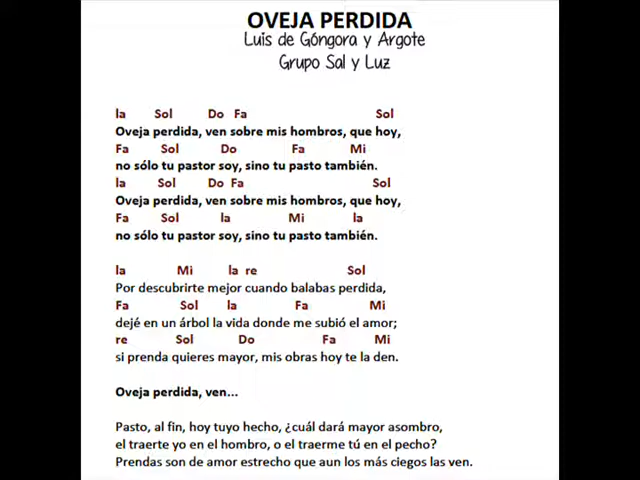 OVEJA PERDIDA
Luis de Góngora y Argote
Grupo Sal y Luz
la Sol Do Fa Sol
Oveja perdida, ven sobre mis hombros, que hoy,
Fa Sol Do Fa Mi
no sólo tu pastor soy, sino tu pasto también.
la Sol Do Fa Sol
Oveja perdida, ven sobre mis hombros, que hoy,
Fa Sol la Mi la
no sólo tu pastor soy, sino tu pasto también.
la Mi la re Sol
Por descubrirte mejor cuando balabas perdida,
Fa Sol la Fa Mi
dejé en un árbol la vida donde me subió el amor;
re Sol Do Fa Mi
si prenda quieres mayor, mis obras hoy te la den.
Oveja perdida, ven...
Pasto, al fin, hoy tuyo hecho, ¿cuál dará mayor asombro,
el traerte yo en el hombro, o el traerme tú en el pecho?
Prendas son de amor estrecho que aun los más ciegos las ven.